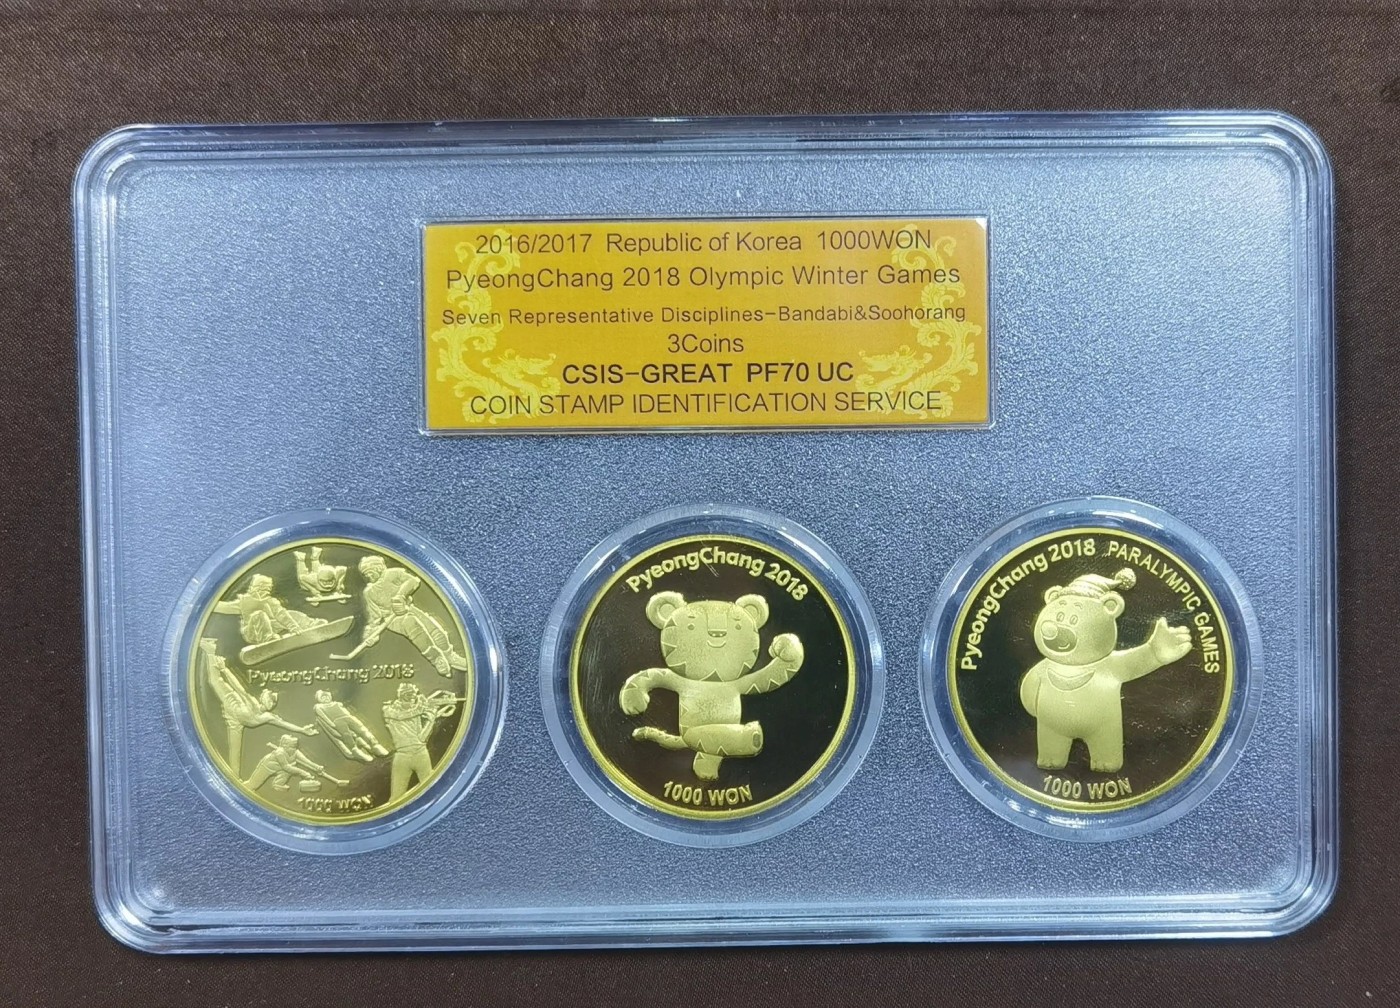 2016/2017 Republic of Korea 1000WON
PyeongChang 2018 Olympic Winter Games
Seven Representative Disciplines-Bandabi&Soohorang
3Coins
CSIS-GREAT PF70 UC
COIN STAMP IDENTIFICATION SERVICE
PyeongChang 2018
1000 WON
PyeongChang 2018
1000 WON
PyeongChang 2018 PARALYMPIC GAMES
1000 WON